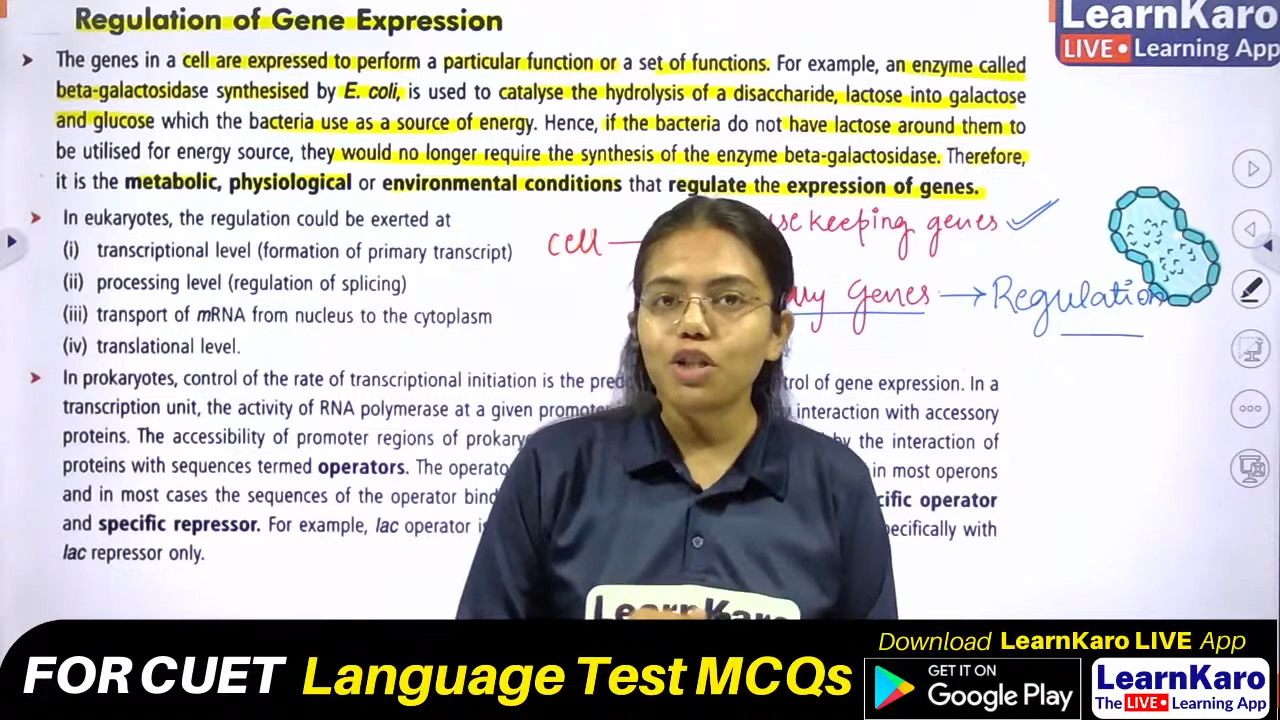 Regulation of Gene Expression
LearnKaro
LIVE • Learning App
The genes in a cell are expressed to perform a particular function or a set of functions. For example, an enzyme called
beta-galactosidase synthesised by E. coli, is used to catalyse the hydrolysis of a disaccharide, lactose into galactose
and glucose which the bacteria use as a source of energy. Hence, if the bacteria do not have lactose around them to
be utilised for energy source, they would no longer require the synthesis of the enzyme beta-galactosidase. Therefore,
it is the metabolic, physiological or environmental conditions that regulate the expression of genes.
In eukaryotes, the regulation could be exerted at
keeping genes
cell
(i) transcriptional level (formation of primary transcript)
(ii) processing level (regulation of splicing)
Genes → Regulation
(iii) transport of mRNA from nucleus to the cytoplasm
(iv) translational level.
In prokaryotes, control of the rate of transcriptional initiation is the of gene expression. In a
transcription unit, the activity of RNA polymerase at a given interaction with accessory
proteins. The accessibility of promoter regions of by the interaction of
proteins with sequences termed operators. The in most operons
and in most cases the sequences of the operator operator
and specific repressor. For example, lac operator specifically with
lac repressor only.
LearnKaro
FOR CUET Language Test MCQs
Download LearnKaro LIVE App
GET IT ON
Google Play
LearnKaro
The LIVE • Learning App